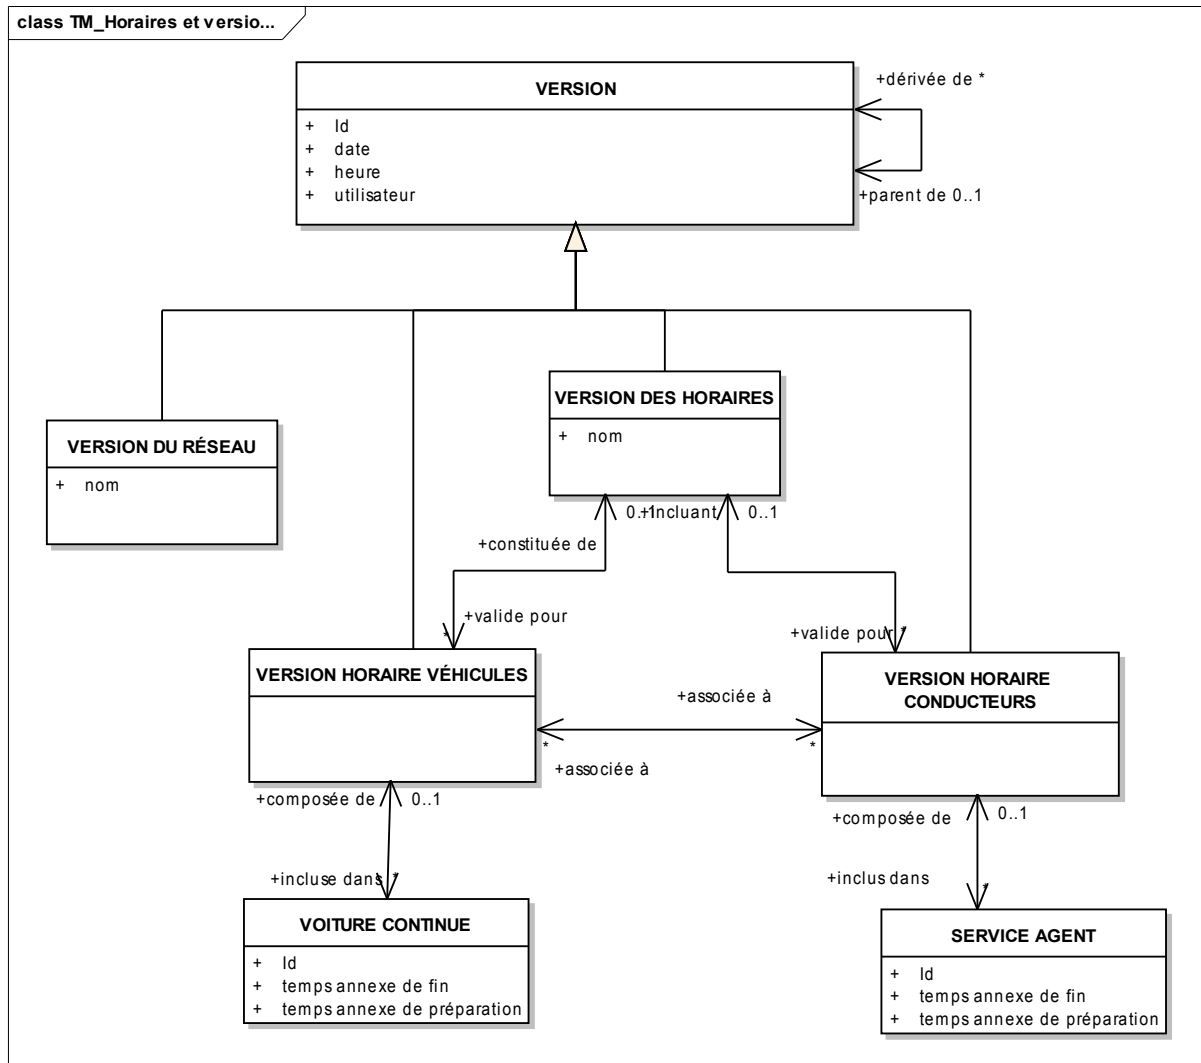 class TM_Horaires et versio...
VERSION
+ Id
+ date
+ heure
+ utilisateur
+dérivée de *
+parent de 0..1
VERSION DES HORAIRES
+ nom
VERSION DU RÉSEAU
+ nom
0..1
+incluant
0..1
+constituée de
+valide pour
*
+valide pour *
VERSION HORAIRE VÉHICULES
VERSION HORAIRE
CONDUCTEURS
+associée à
*
*
+associée à
+composée de
0..1
+composée de
0..1
+incluse dans *
+inclus dans
*
VOITURE CONTINUE
+ Id
+ temps annexe de fin
+ temps annexe de préparation
SERVICE AGENT
+ Id
+ temps annexe de fin
+ temps annexe de préparation